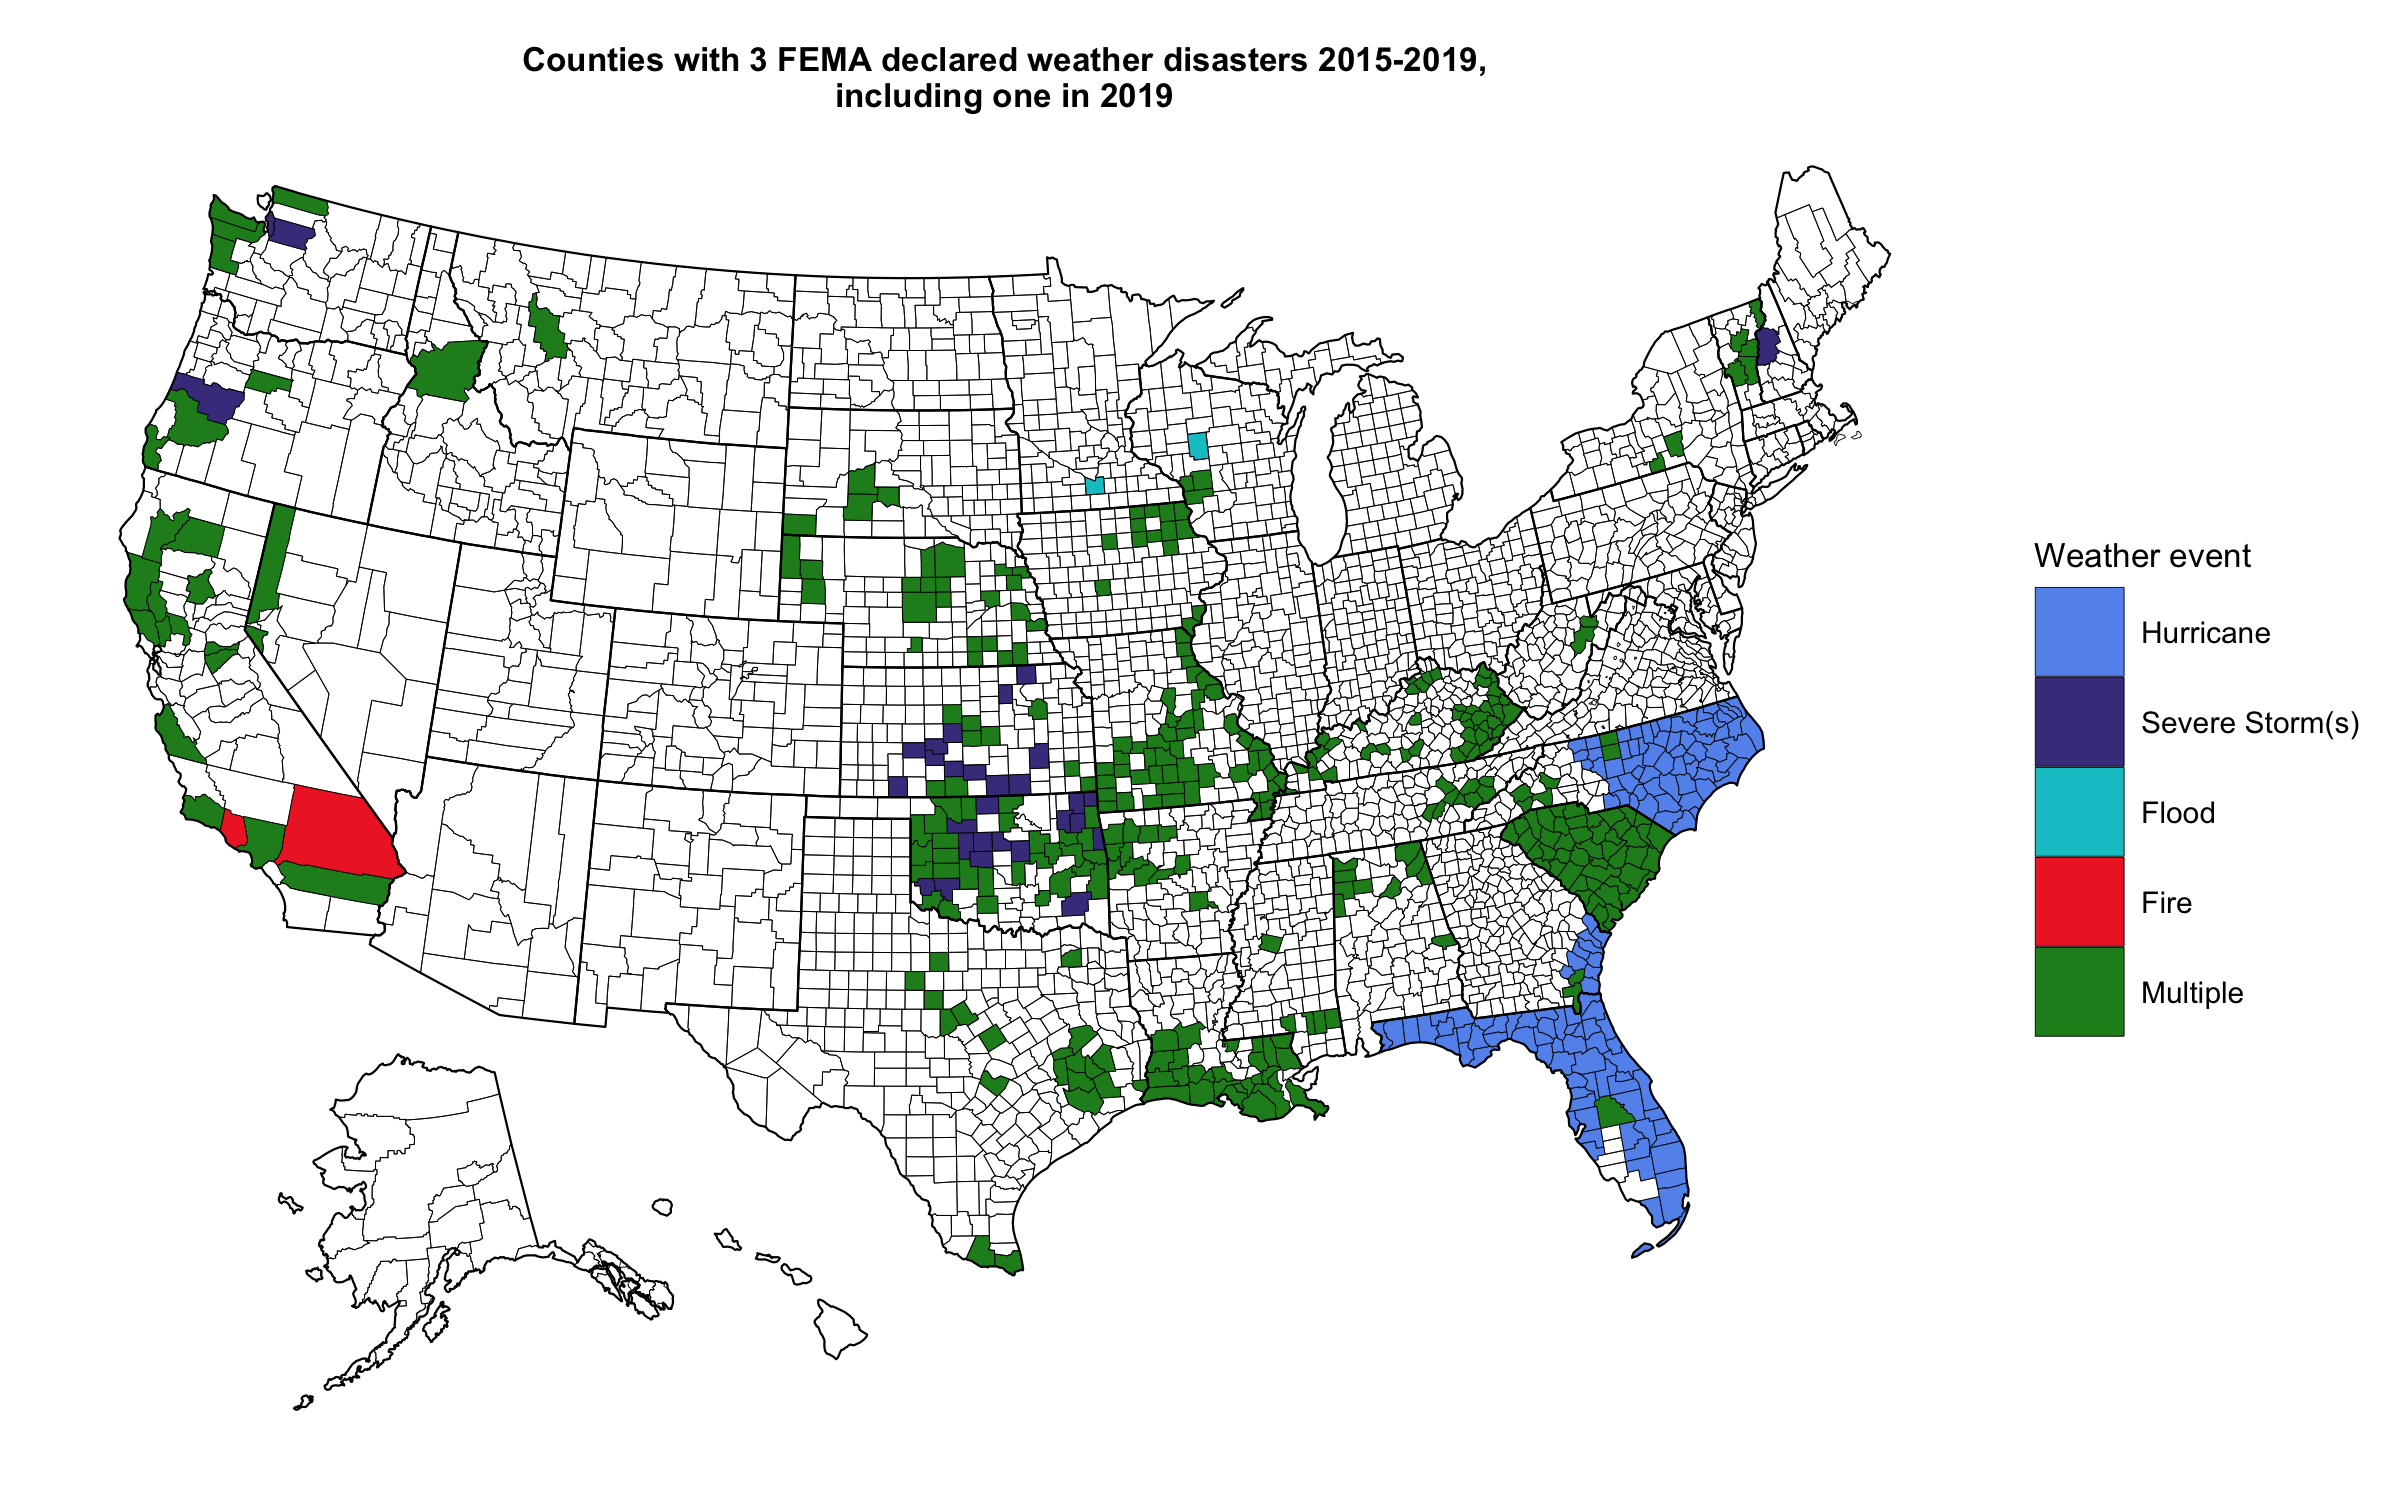 Counties with 3 FEMA declared weather disasters 2015-2019,
including one in 2019
Weather event
Hurricane
Severe Storm(s)
Flood
Fire
Multiple